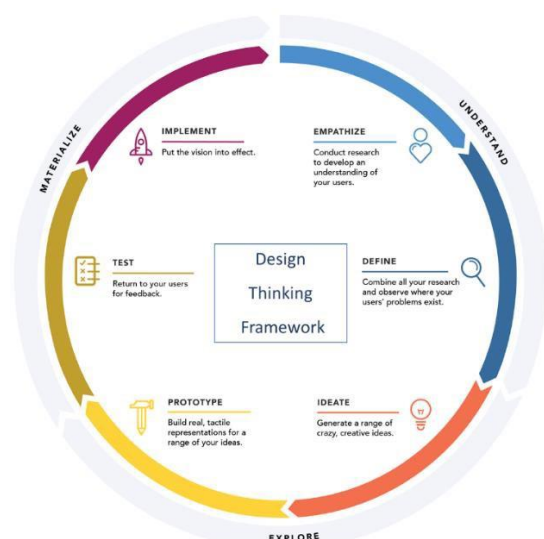 UNDERSTAND
EMPATHIZE
Conduct research
to develop an
understanding of
your users.
DEFINE
Combine all your research
and observe where your
users' problems exist.
IDEATE
Generate a range of
crazy, creative ideas.
EXPLORE
PROTOTYPE
Build real, tactile
representations for a
range of your ideas.
TEST
Return to your users
for feedback.
MATERIALIZE
IMPLEMENT
Put the vision into effect.
Design
Thinking
Framework